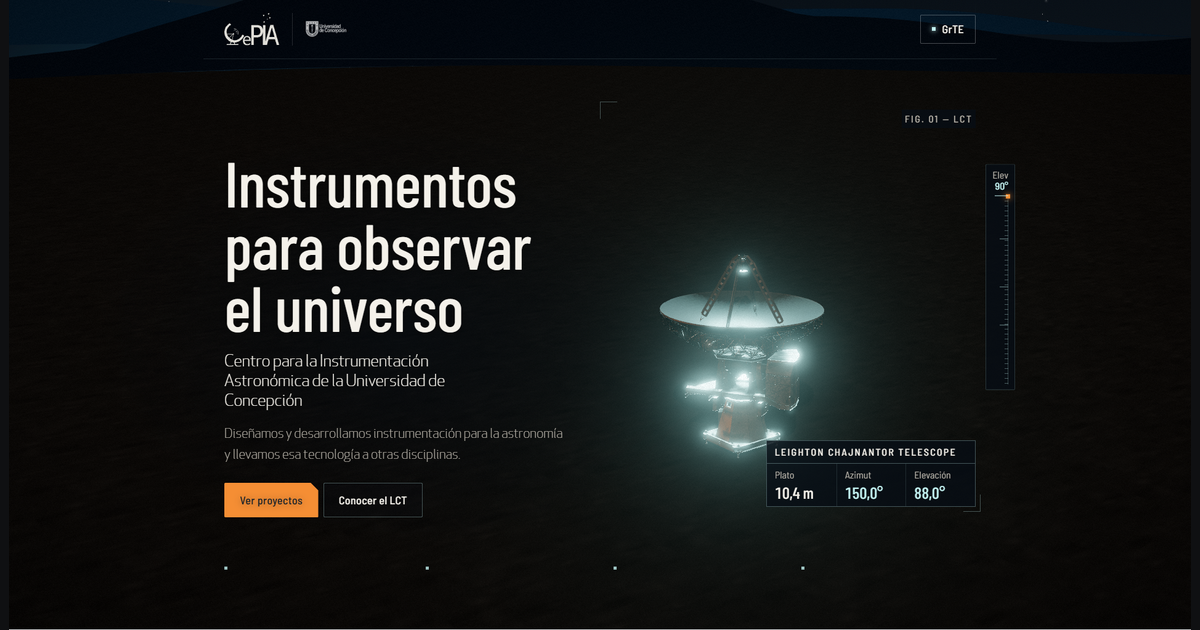 CePIA
Universidad
de Concepción
GrTE
FIG. 01 — LCT
Instrumentos
para observar
el universo
Elev
90°
Centro para la Instrumentación
Astronómica de la Universidad de
Concepción
Diseñamos y desarrollamos instrumentación para la astronomía
y llevamos esa tecnología a otras disciplinas.
Ver proyectos
Conocer el LCT
LEIGHTON CHAJNANTOR TELESCOPE
Plato
Azimut
Elevación
10,4 m
150,0°
88,0°